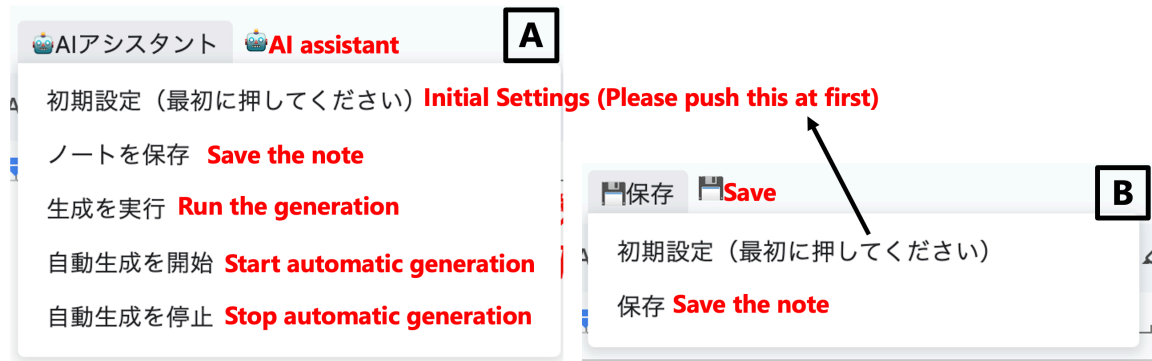 🤖AIアシスタント 🤖AI assistant
A
初期設定（最初に押してください） Initial Settings (Please push this at first)
ノートを保存 Save the note
生成を実行 Run the generation
自動生成を開始 Start automatic generation
自動生成を停止 Stop automatic generation
💾保存 💾Save
B
初期設定（最初に押してください）
保存 Save the note